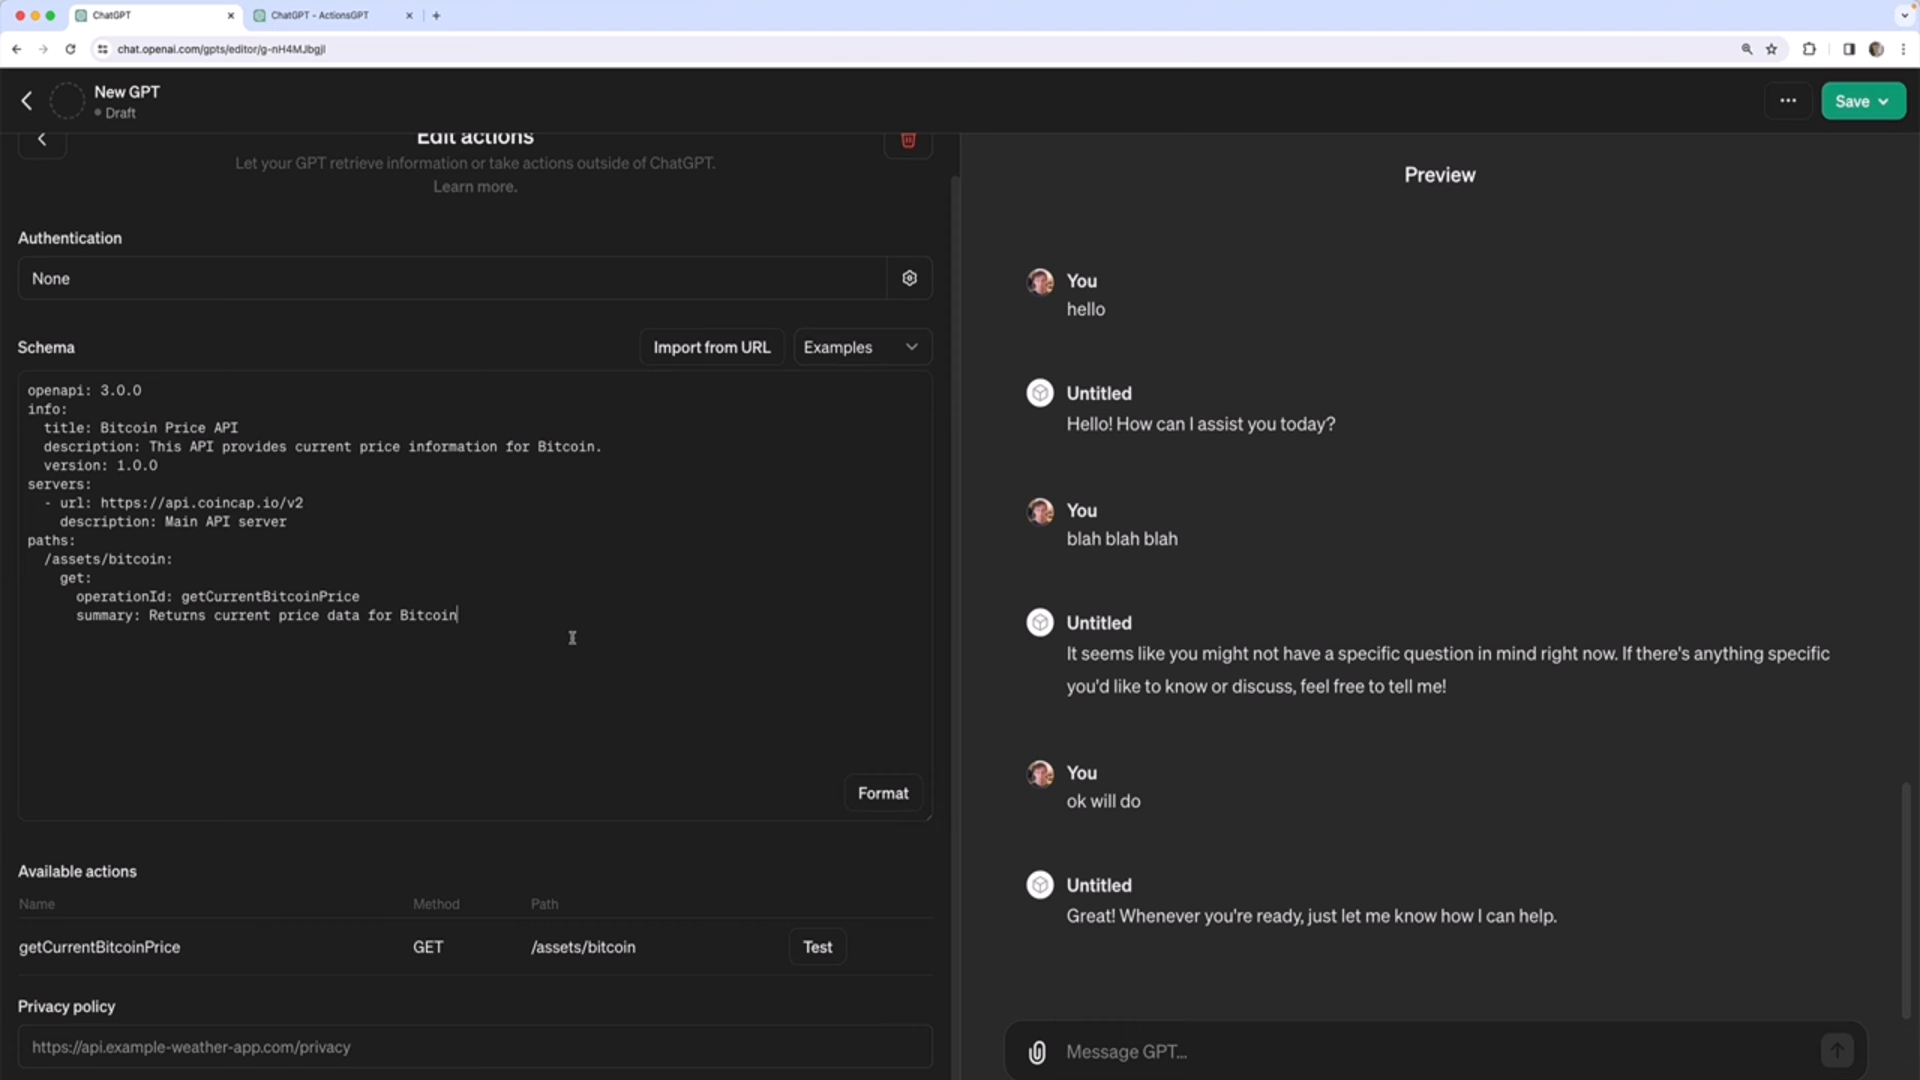 ChatGPT
ChatGPT - ActionsGPT
chat.openai.com/gpts/editor/g-nH4MJbgjl
New GPT
Draft
Save
Edit actions
Let your GPT retrieve information or take actions outside of ChatGPT.
Learn more.
Authentication
None
Schema
Import from URL
Examples
openapi: 3.0.0
info:
  title: Bitcoin Price API
  description: This API provides current price information for Bitcoin.
  version: 1.0.0
servers:
  - url: https://api.coincap.io/v2
    description: Main API server
paths:
  /assets/bitcoin:
    get:
      operationId: getCurrentBitcoinPrice
      summary: Returns current price data for Bitcoin
Format
Available actions
Name Method Path
getCurrentBitcoinPrice GET /assets/bitcoin Test
Privacy policy
https://api.example-weather-app.com/privacy
Preview
You
hello
Untitled
Hello! How can I assist you today?
You
blah blah blah
Untitled
It seems like you might not have a specific question in mind right now. If there's anything specific
you'd like to know or discuss, feel free to tell me!
You
ok will do
Untitled
Great! Whenever you're ready, just let me know how I can help.
Message GPT...